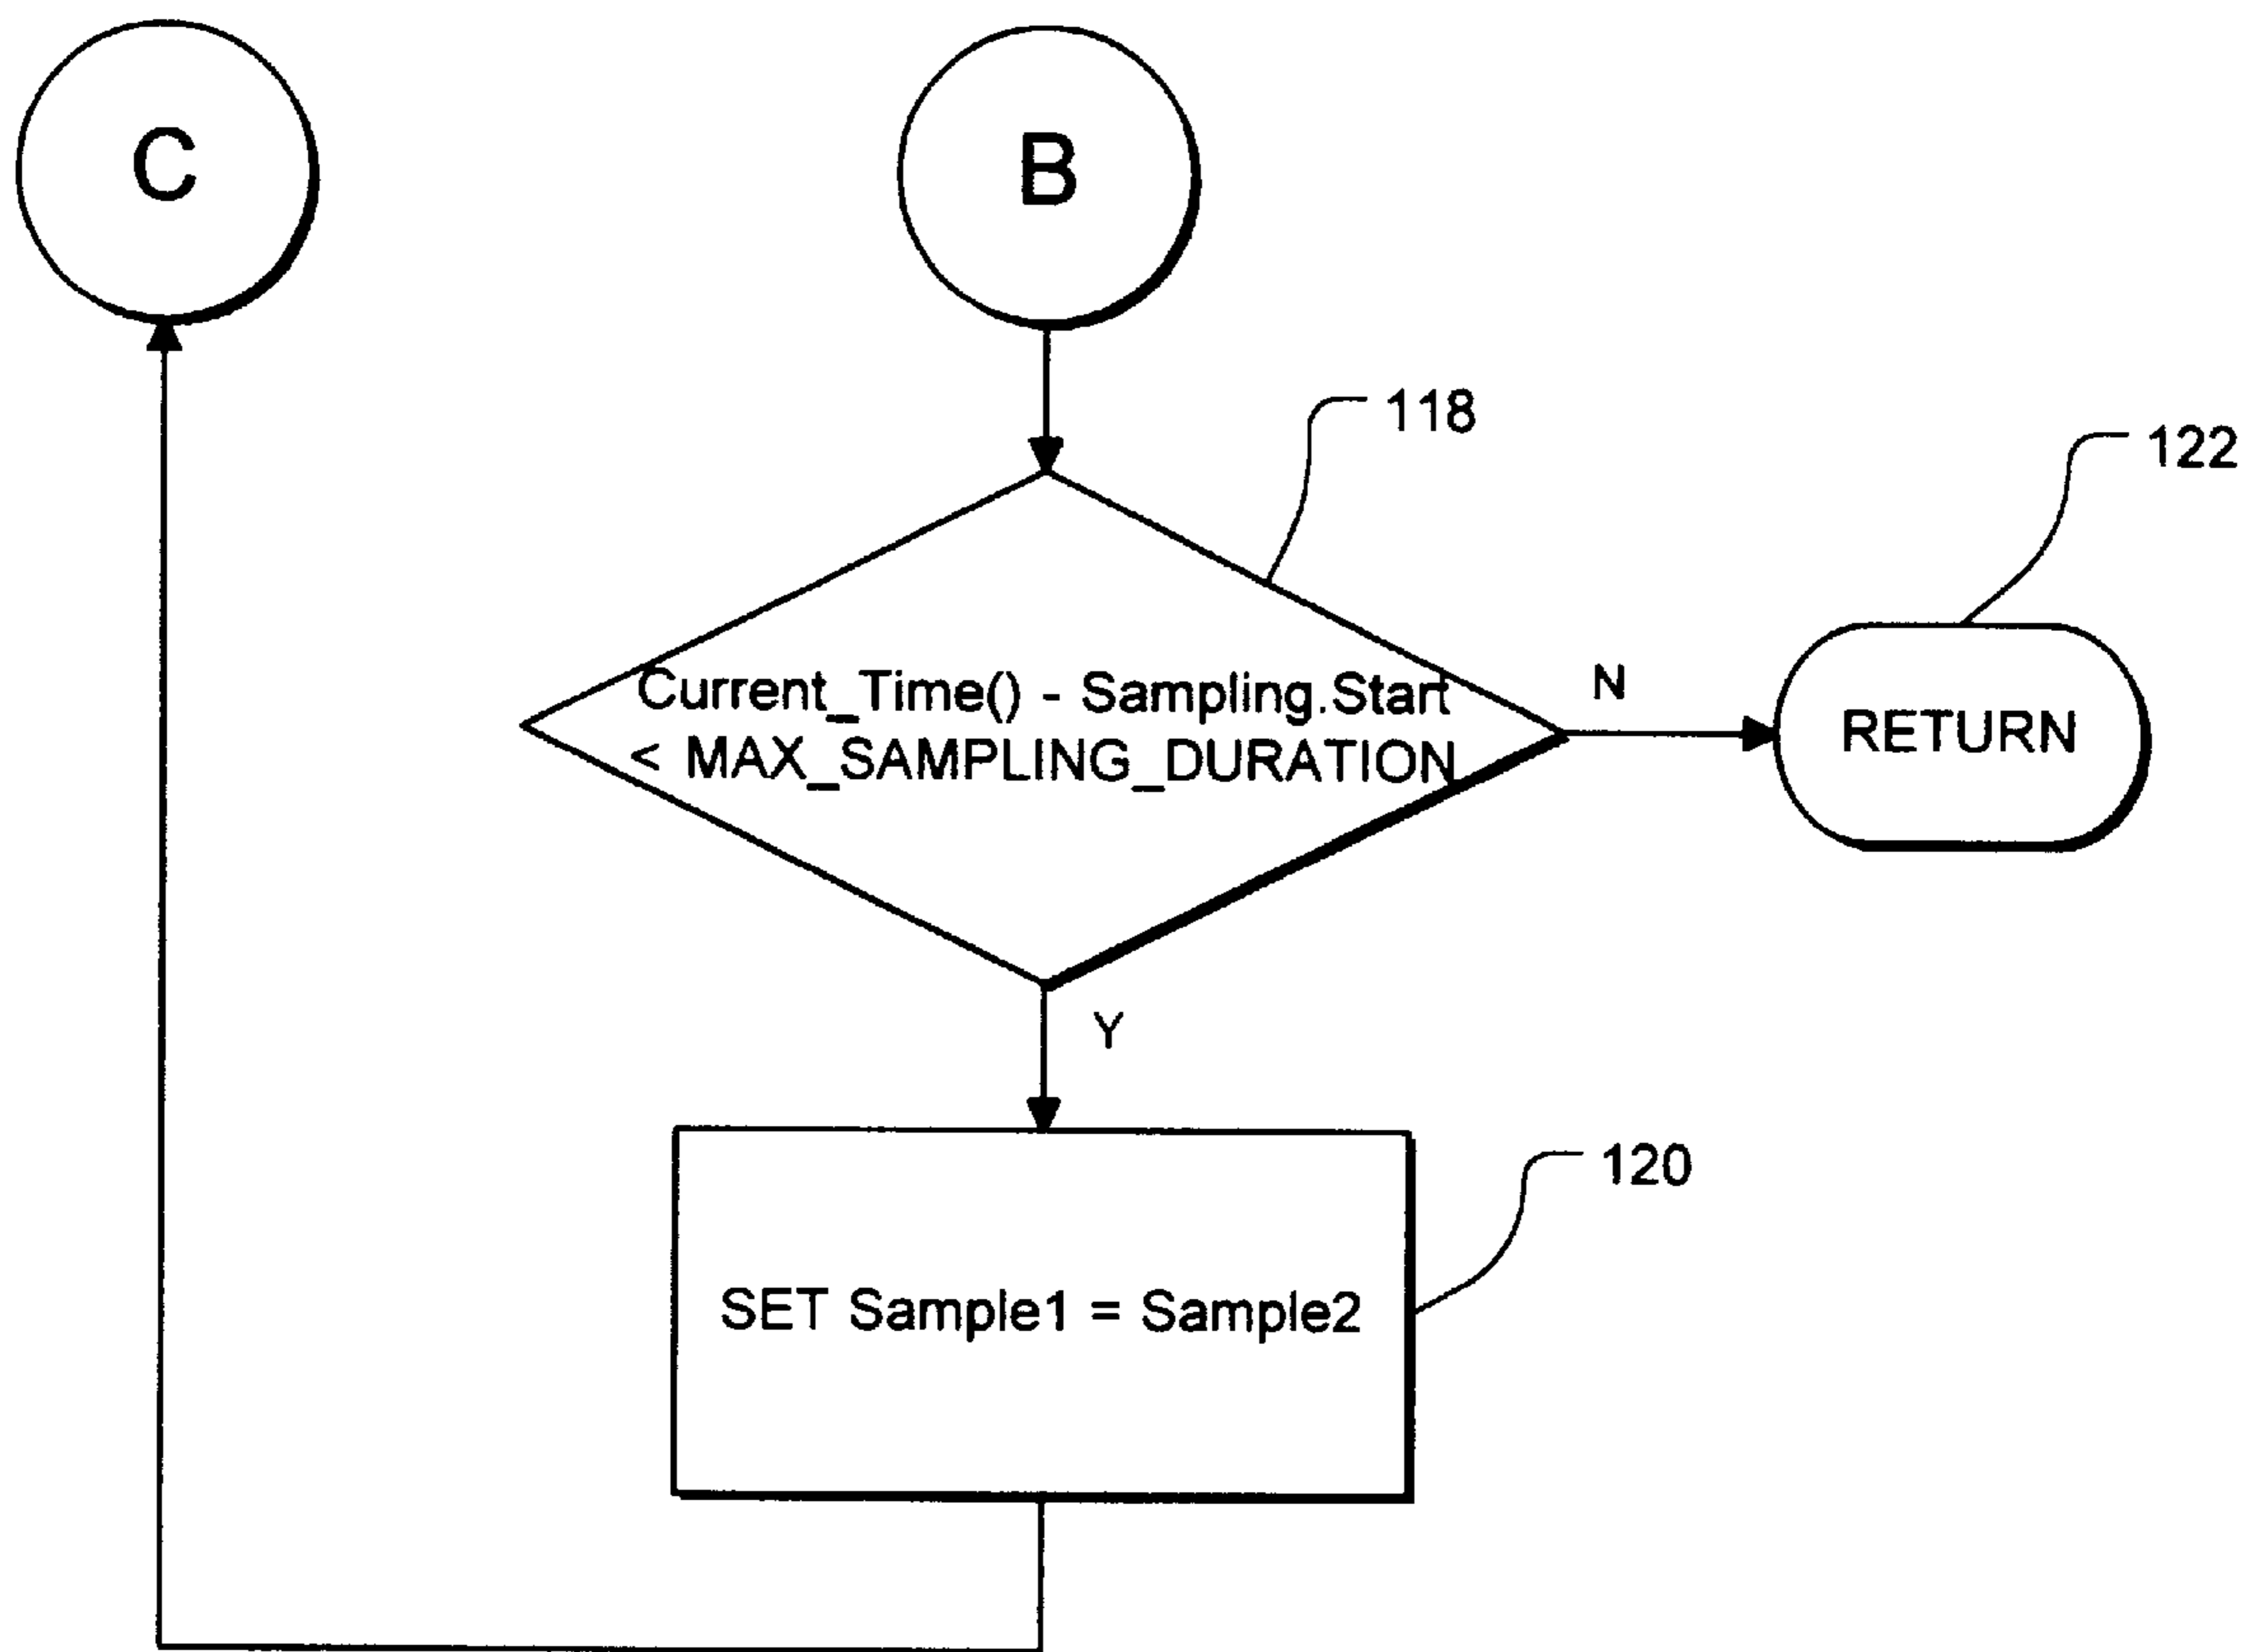 C
B
118
122
Current_Time() - Sampling.Start
< MAX_SAMPLING_DURATION
N
RETURN
Y
120
SET Sample1 = Sample2